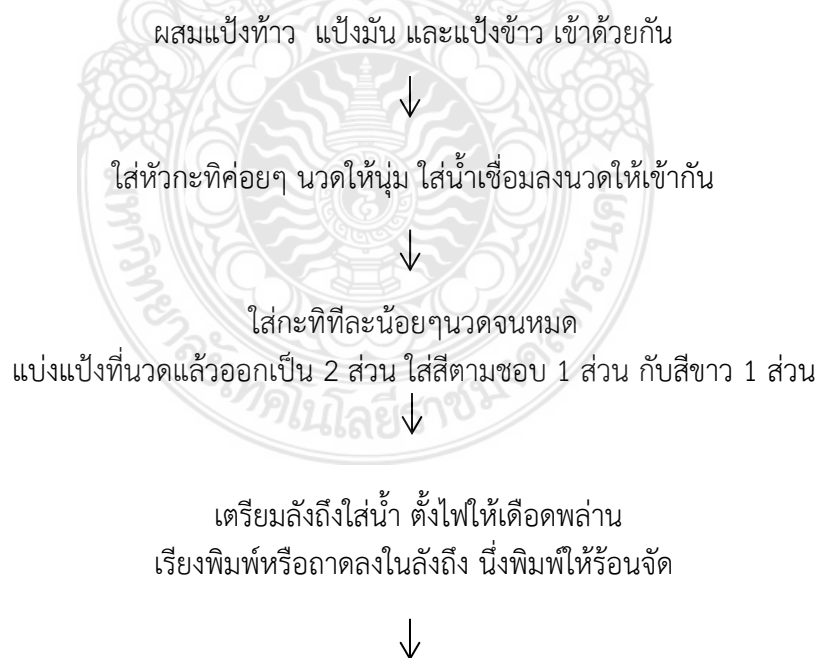 ผสมแป้งท้าว แป้งมัน และแป้งข้าว เข้าด้วยกัน
ใส่หัวกะทิค่อยๆ นวดให้นุ่ม ใส่น้ำเชื่อมลงนวดให้เข้ากัน
ใส่กะทิทีละน้อยๆนวดจนหมด
แบ่งแป้งที่นวดแล้วออกเป็น 2 ส่วน ใส่สีตามชอบ 1 ส่วน กับสีขาว 1 ส่วน
เตรียมลังถึงใส่น้ำ ตั้งไฟให้เดือดพล่าน
เรียงพิมพ์หรือถาดลงในลังถึง นึ่งพิมพ์ให้ร้อนจัด